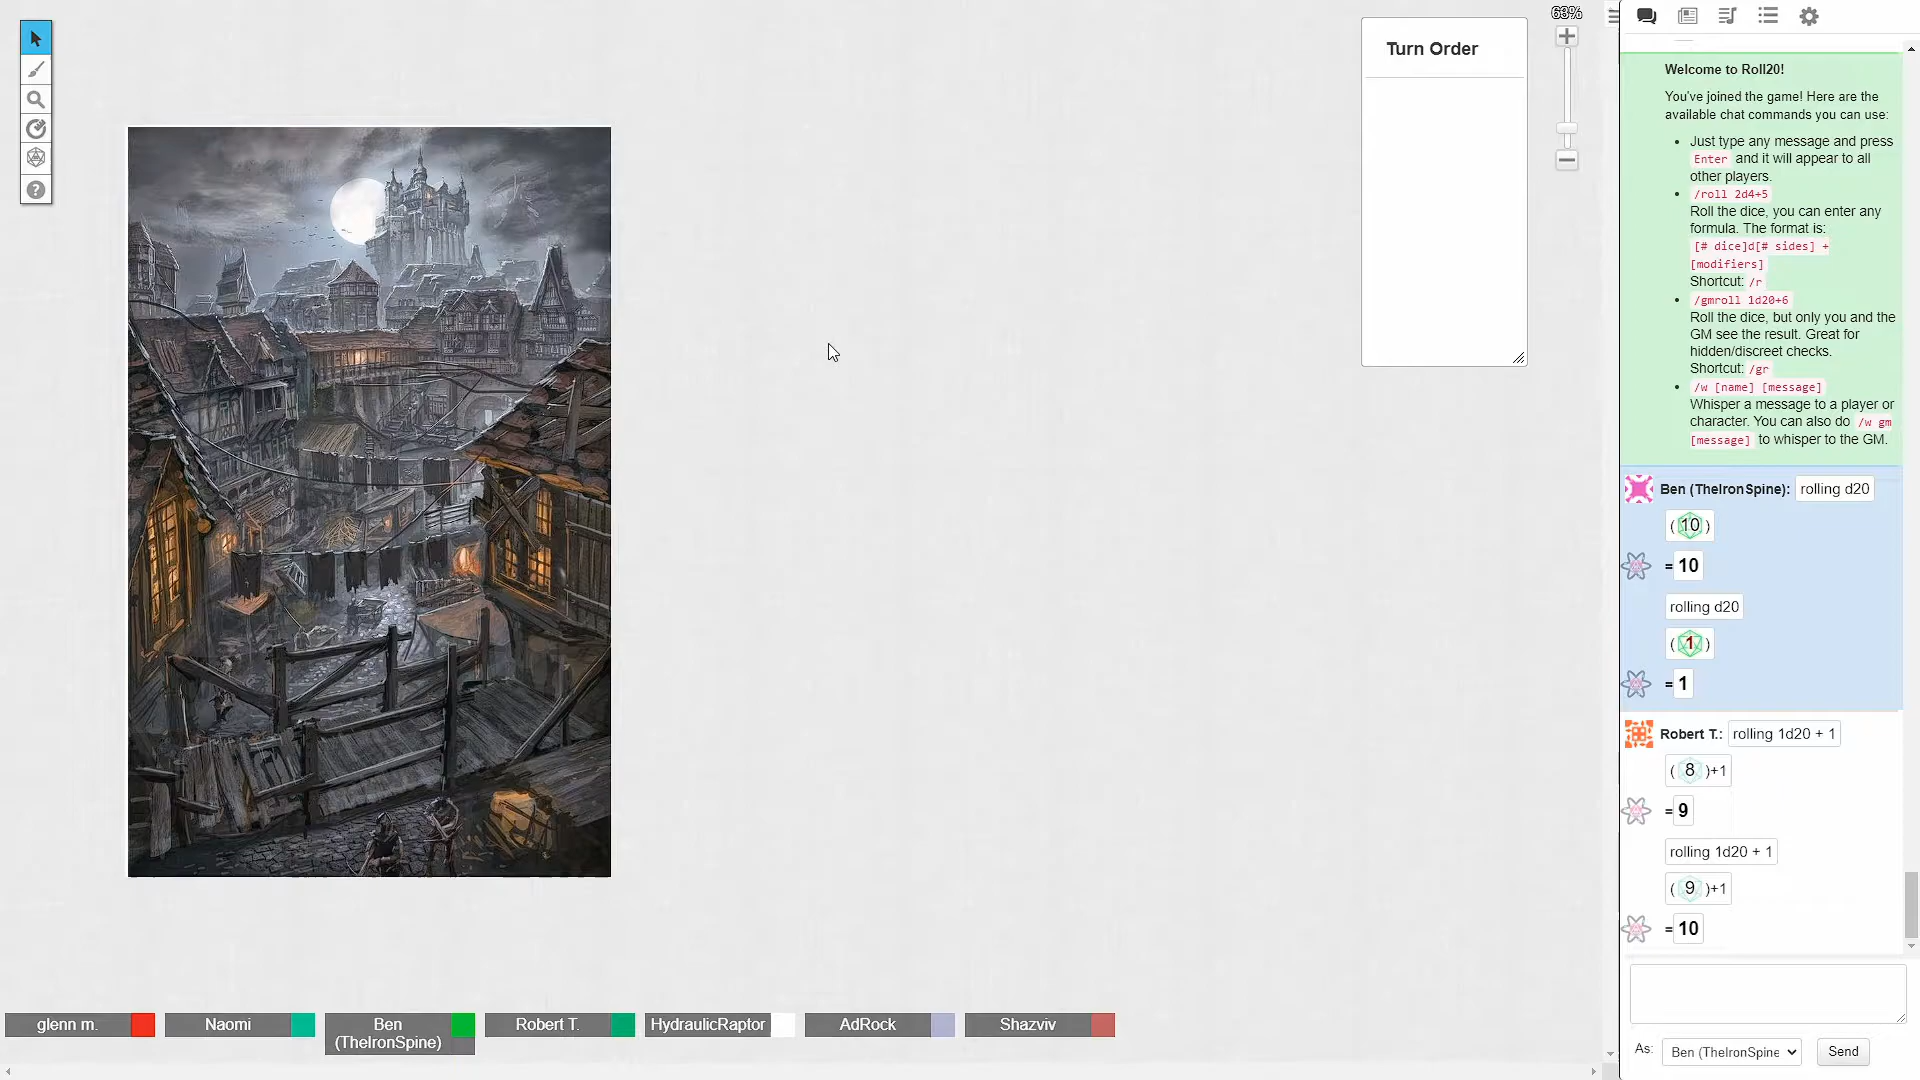 63%
Turn Order
Welcome to Roll20!
You've joined the game! Here are the
available chat commands you can use:
Just type any message and press
Enter and it will appear to all
other players.
/roll 2d4+5
Roll the dice, you can enter any
formula. The format is:
[# dice]d[# sides] +
[modifiers]
Shortcut: /r
/gmroll 1d20+6
Roll the dice, but only you and the
GM see the result. Great for
hidden/discreet checks.
Shortcut: /gr
/w [name] [message]
Whisper a message to a player or
character. You can also do /w gm
[message] to whisper to the GM.
Ben (TheIronSpine): rolling d20
(10)
=10
rolling d20
(1)
=1
Robert T.: rolling 1d20 + 1
(8)+1
=9
rolling 1d20 + 1
(9)+1
=10
glenn m.
Naomi
Ben
(TheIronSpine)
Robert T.
HydraulicRaptor
AdRock
Shazviv
As: Ben (TheIronSpine Send